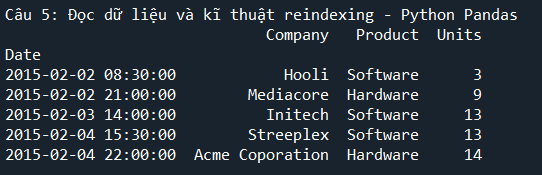 Câu 5: Đọc dữ liệu và kĩ thuật reindexing - Python Pandas
Company Product Units
Date
2015-02-02 08:30:00 Hooli Software 3
2015-02-02 21:00:00 Mediacore Hardware 9
2015-02-03 14:00:00 Initech Software 13
2015-02-04 15:30:00 Streeplex Software 13
2015-02-04 22:00:00 Acme Coporation Hardware 14